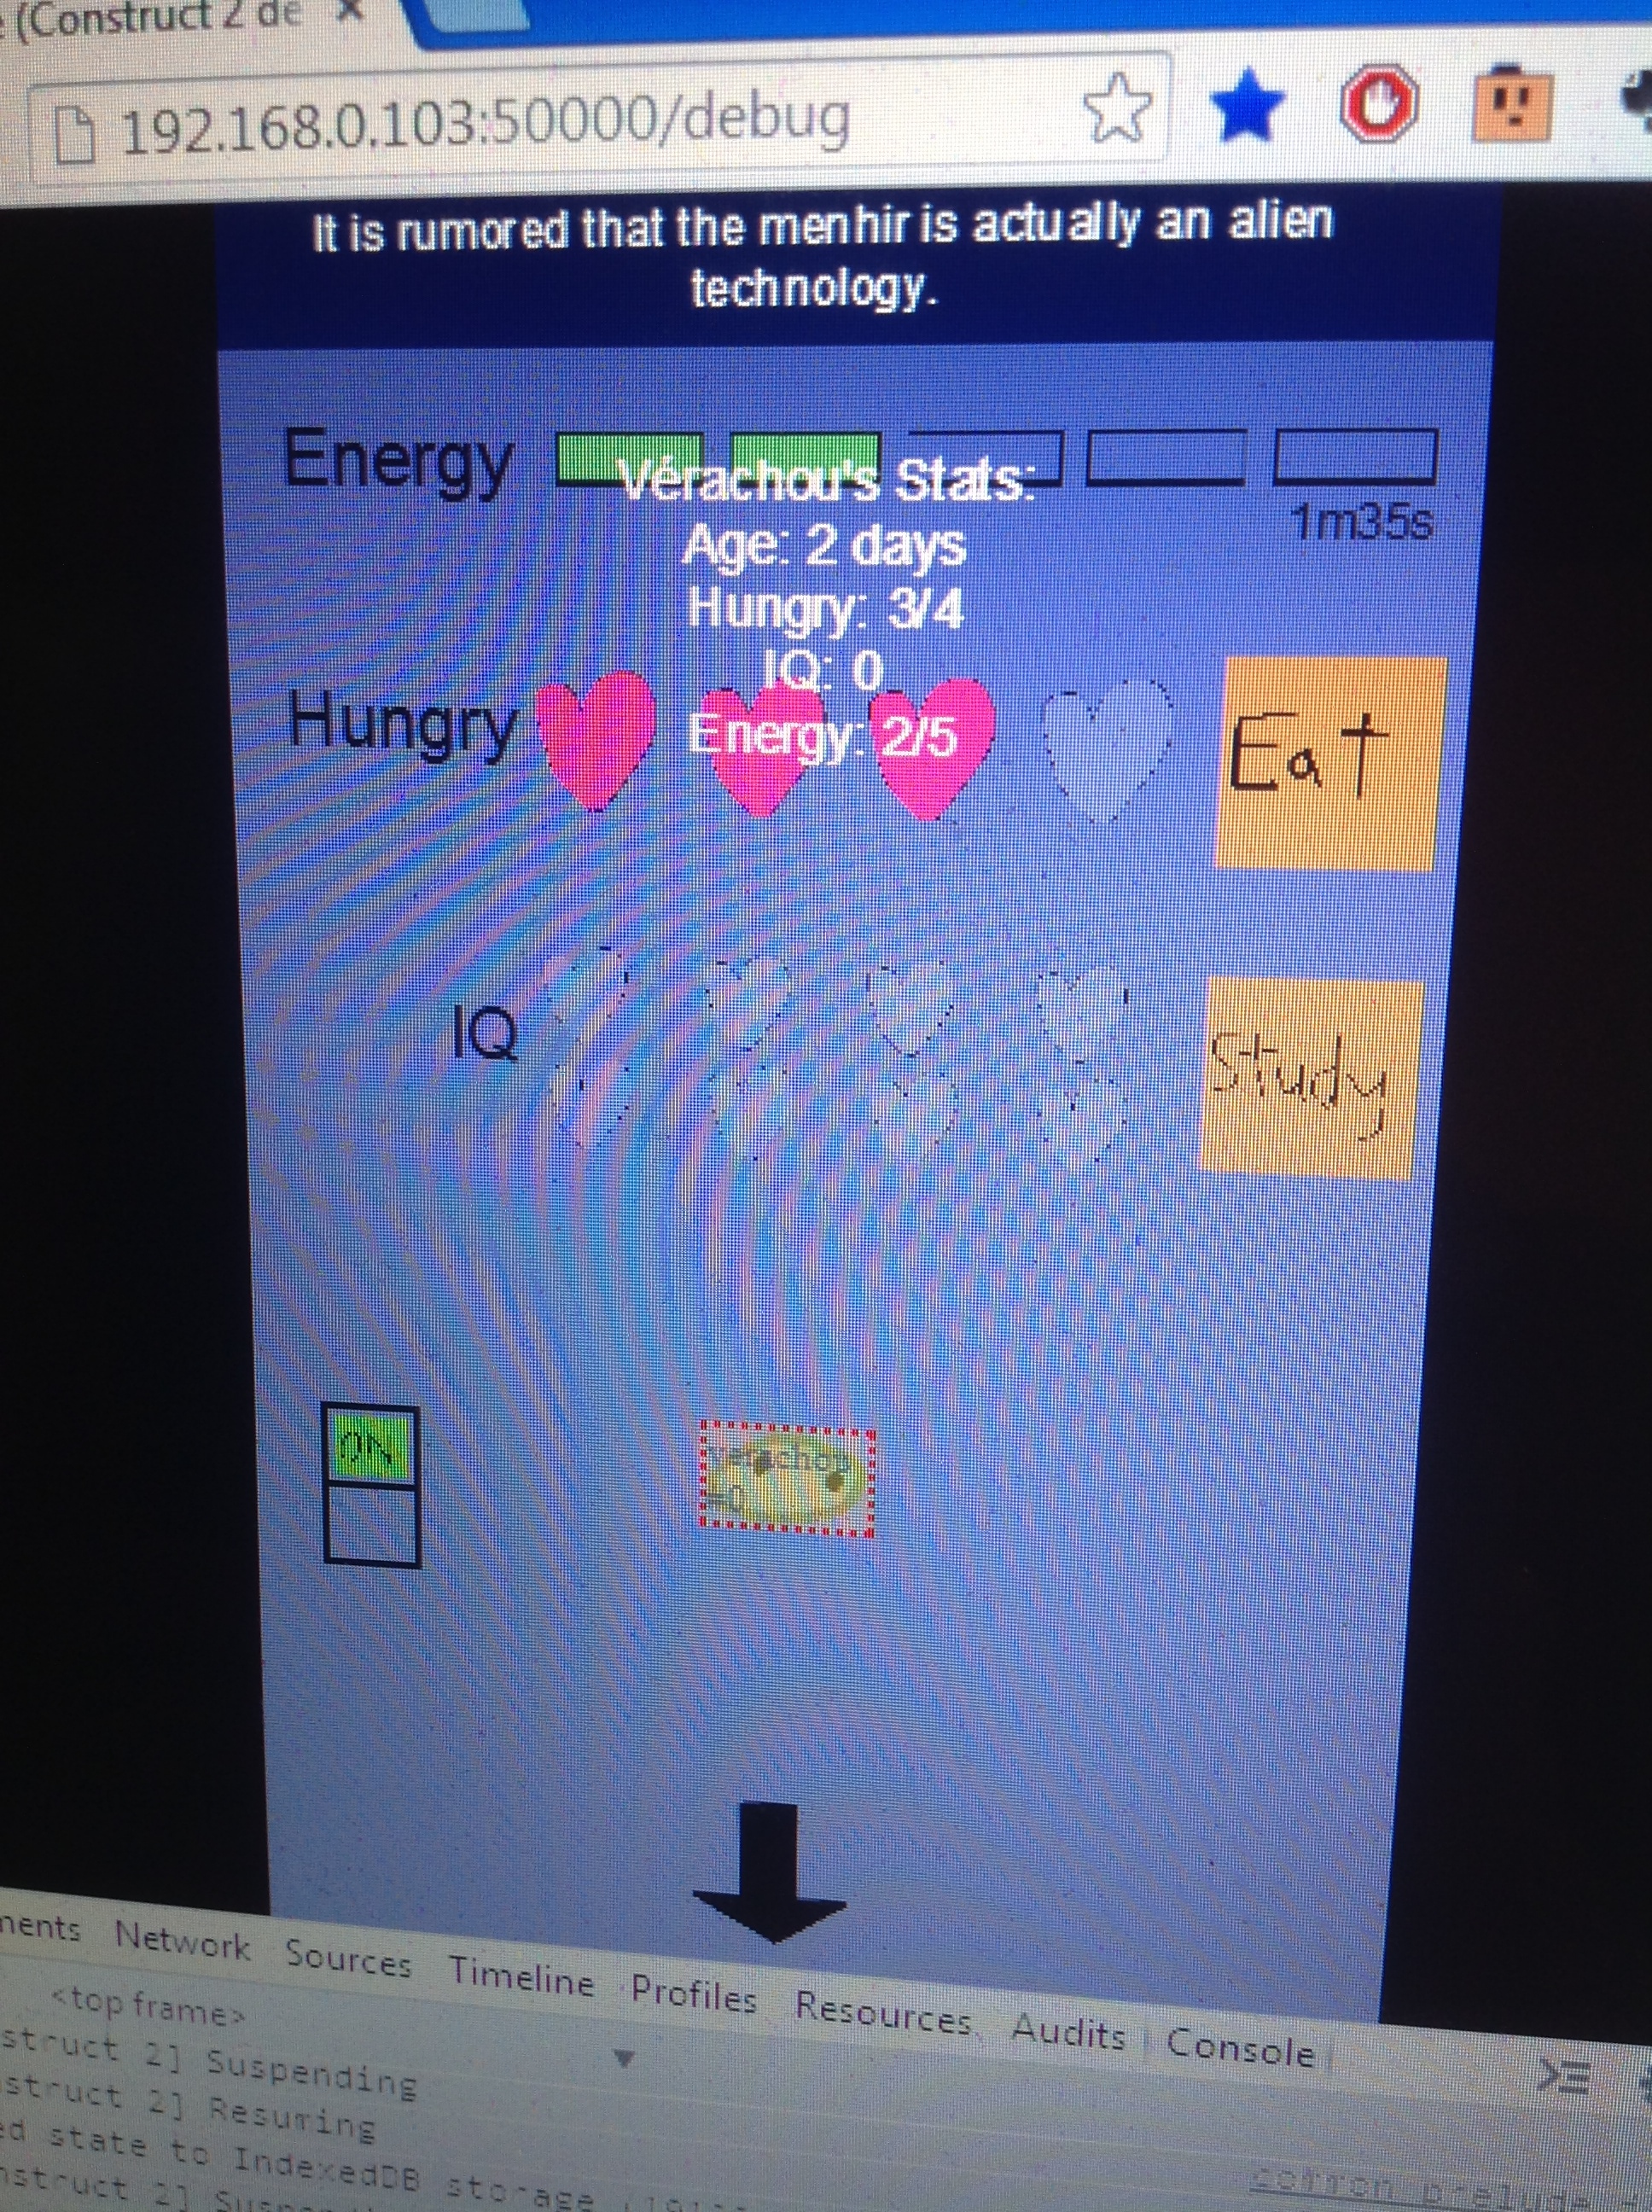 (Construct 2 de
192.168.0.103:50000/debug
It is rumored that the menhir is actually an alien
technology.
Energy
Vérachou's Stats:
1m35s
Age: 2 days
Hungry: 3/4
IQ: 0
Hungry
Energy: 2/5
Eat
IQ
Study
ON
Network Sources Timeline Profiles Resources Audits Console
<top frame>
struct 2] Suspending
struct 2] Resuming
ed state to IndexedDB storage
nstruct 2]